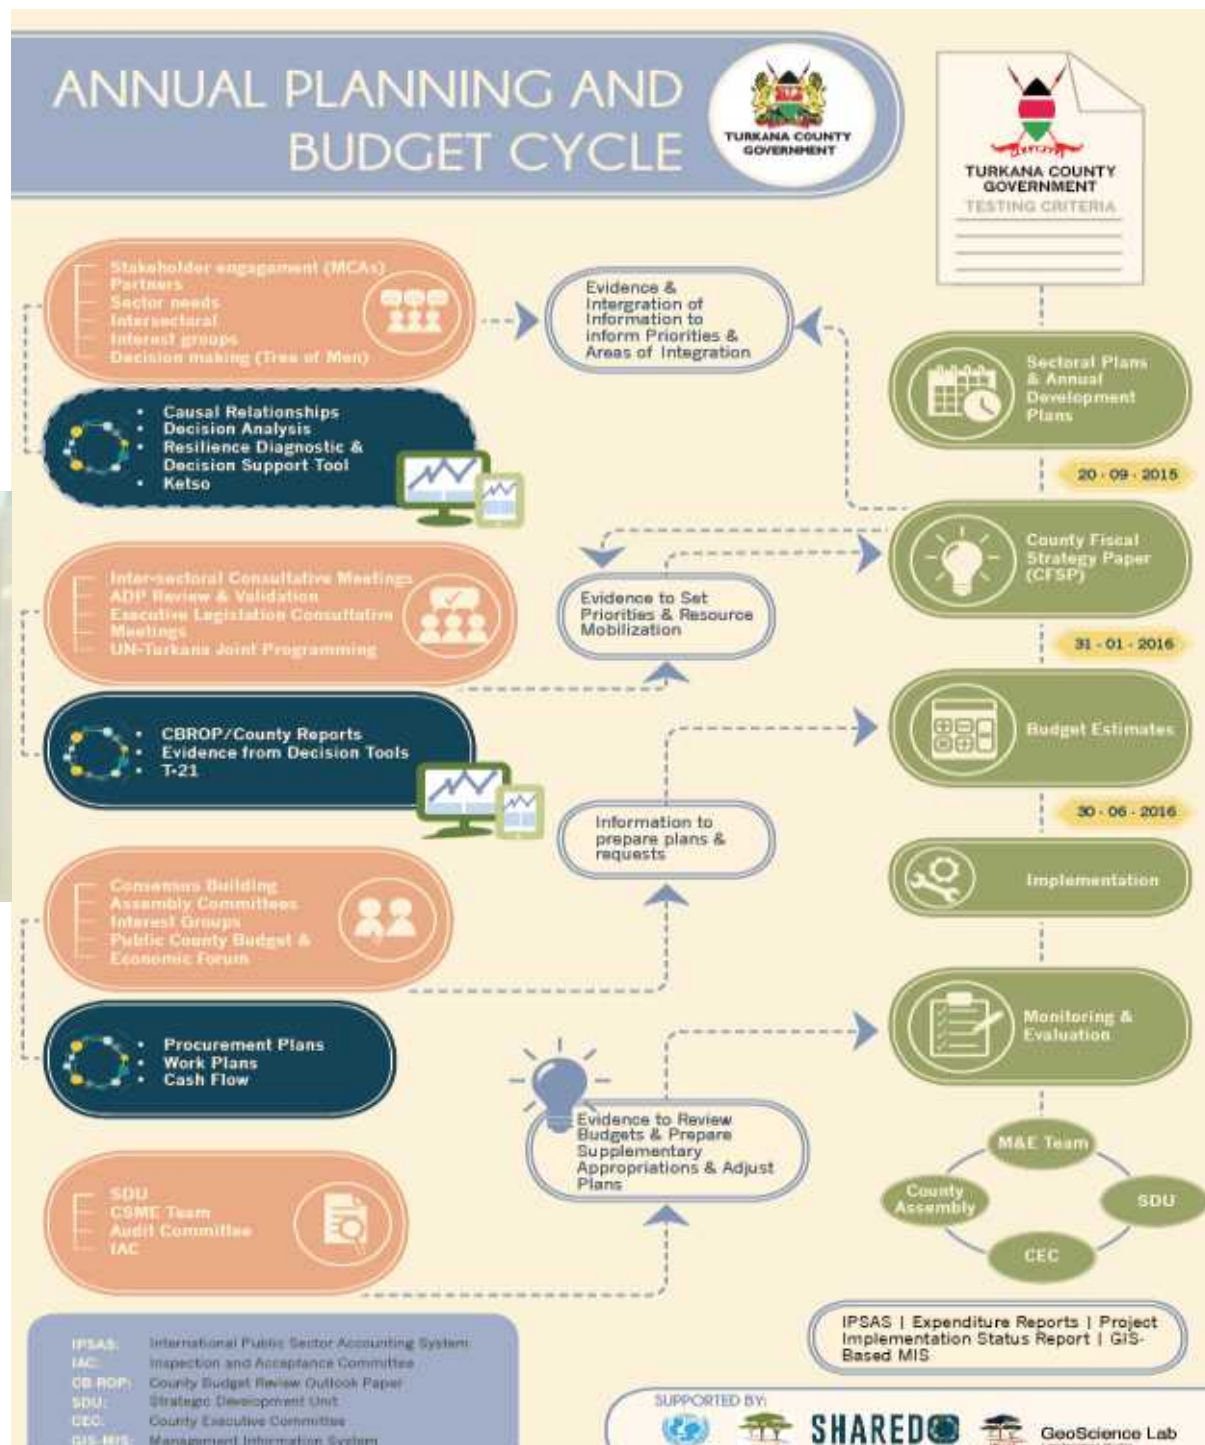 ANNUAL PLANNING AND
BUDGET CYCLE
TURKANA COUNTY
GOVERNMENT
TURKANA COUNTY
GOVERNMENT
TESTING CRITERIA
Stakeholder engagement (MCAs)
Partners
Sector needs
Intersectoral
Interest groups
Decision making (Tree of Men)
Evidence &
Intergration of
Information to
inform Priorities &
Areas of Integration
Sectoral Plans
& Annual
Development
Plans
• Causal Relationships
• Decision Analysis
• Resilience Diagnostic &
Decision Support Tool
• Ketso
20 - 09 - 2015
County Fiscal
Strategy Paper
(CFSP)
Inter-sectoral Consultative Meetings
ADP Review & Validation
Executive Legislation Consultative
Meetings
UN-Turkana Joint Programming
Evidence to Set
Priorities & Resource
Mobilization
31 - 01 - 2016
• CBROP/County Reports
• Evidence from Decision Tools
• T-21
Budget Estimates
30 - 06 - 2016
Information to
prepare plans &
requests
Consensus Building
Assembly Committees
Interest Groups
Public County Budget &
Economic Forum
Implementation
• Procurement Plans
• Work Plans
• Cash Flow
Monitoring &
Evaluation
Evidence to Review
Budgets & Prepare
Supplementary
Appropriations & Adjust
Plans
M&E Team
County
Assembly
SDU
CEC
SDU
CSME Team
Audit Committee
IAC
IPSAS | Expenditure Reports | Project
Implementation Status Report | GIS-
Based MIS
IPSAS: International Public Sector Accounting System
IAC: Inspection and Acceptance Committee
CB ROP: County Budget Review Outlook Paper
SDU: Strategic Development Unit
CEC: County Executive Committee
GIS-MIS: Management Information System
SUPPORTED BY:
SHARED
GeoScience Lab